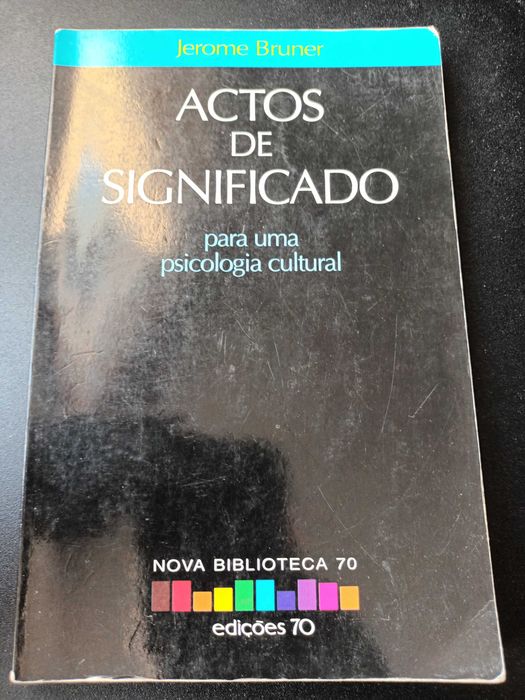 Jerome Bruner
ACTOS
DE
SIGNIFICADO
para uma
psicologia cultural
NOVA BIBLIOTECA 70
edições 70